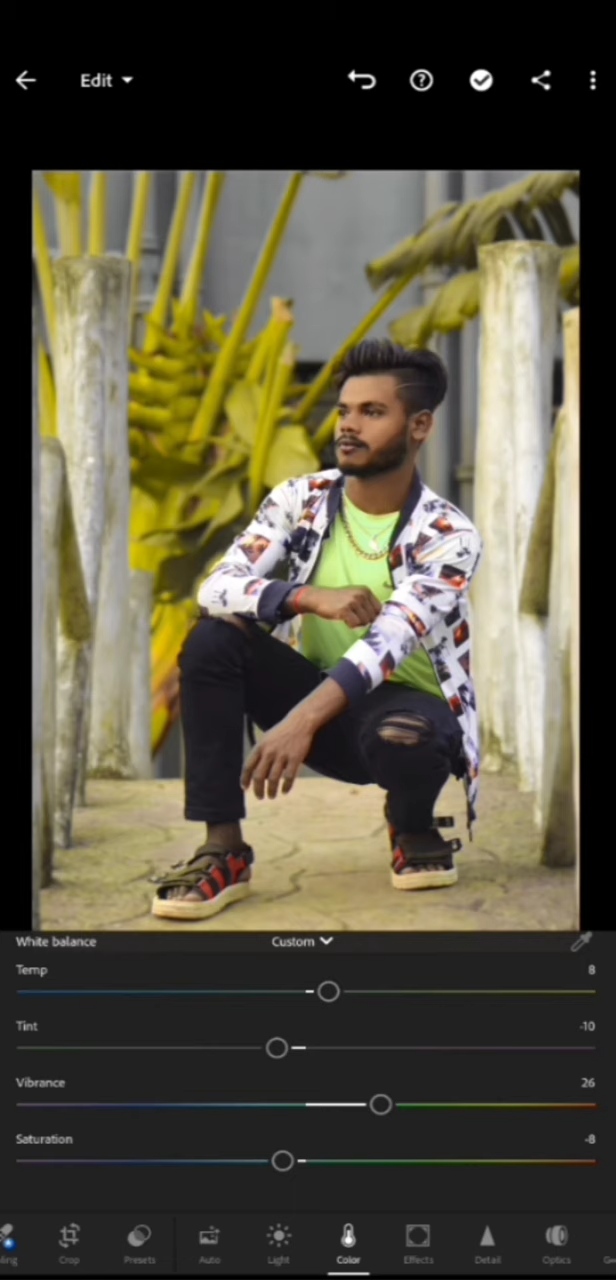 Edit
White balance
Custom
Temp
8
Tint
-10
Vibrance
26
Saturation
-8
ling
Crop
Presets
Auto
Light
Color
Effects
Detail
Optics